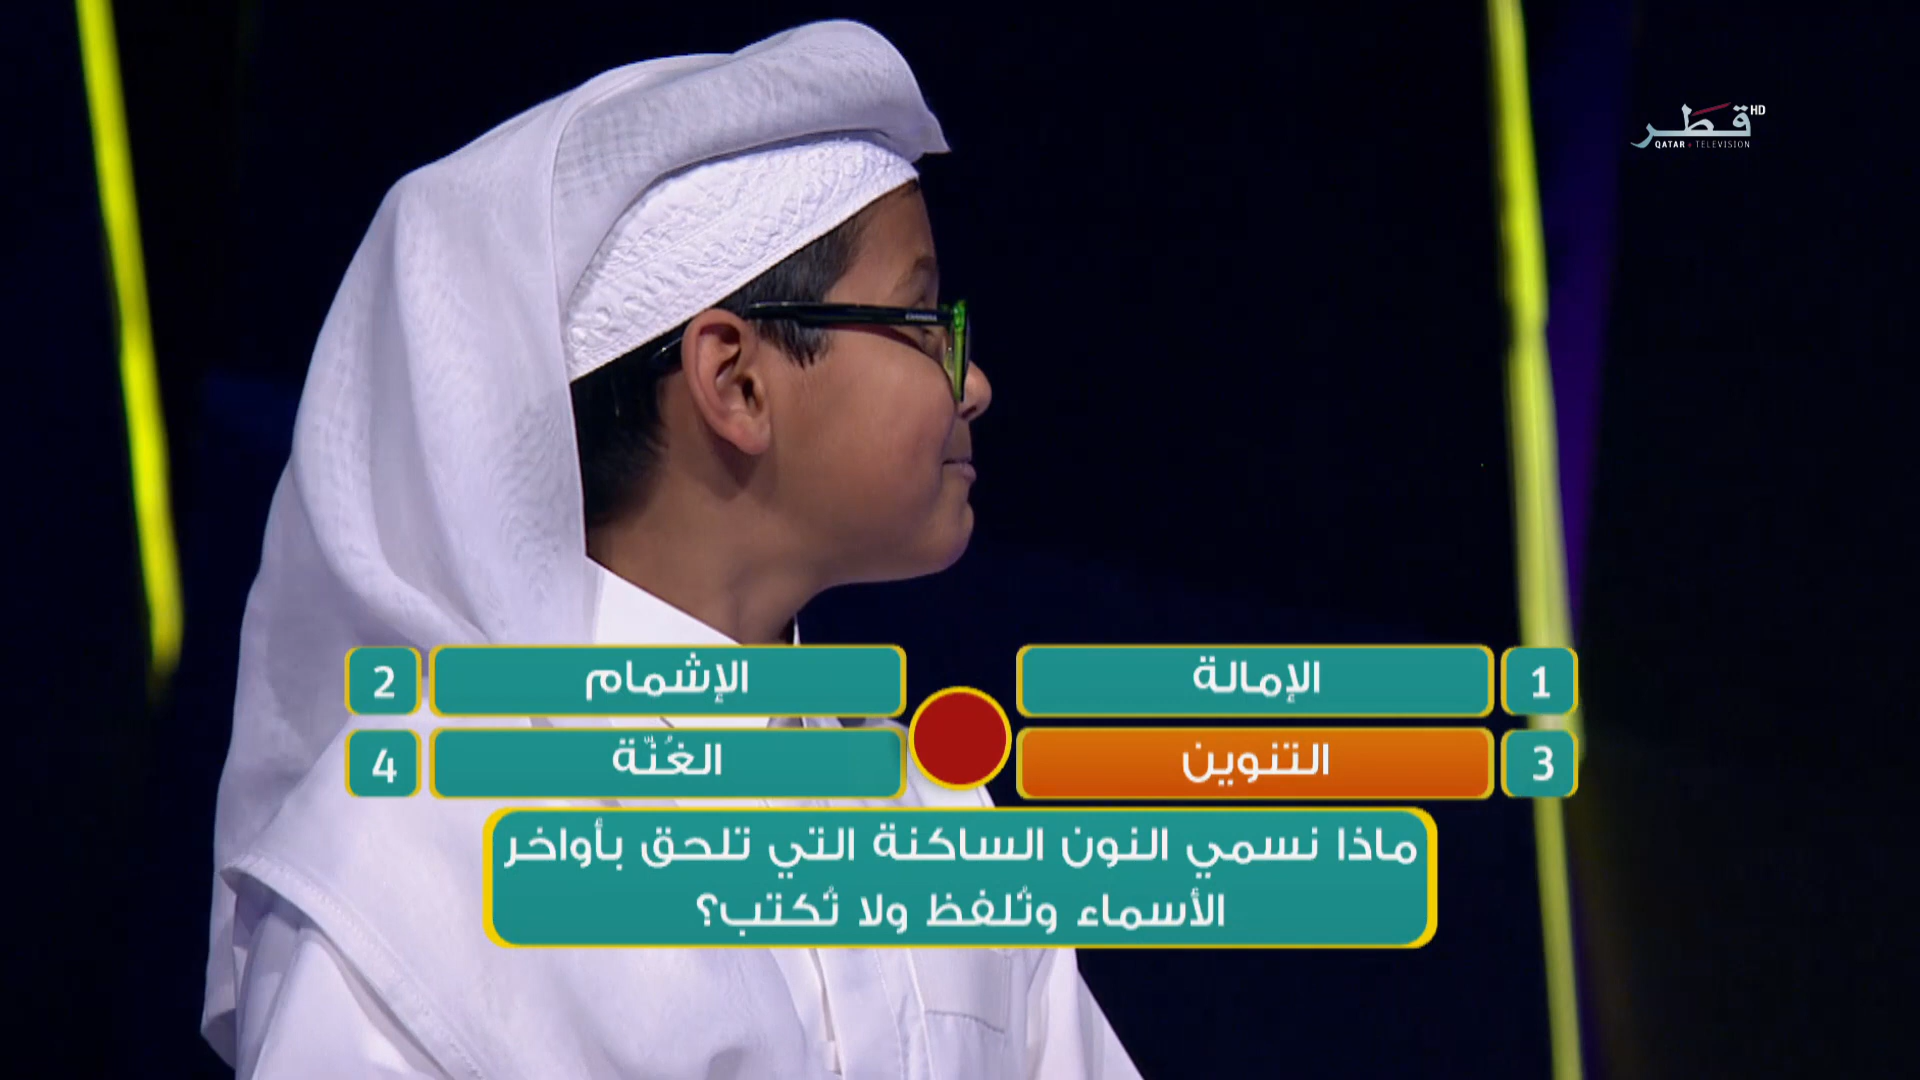 قطر HD
QATAR TELEVISION
1 الإمالة
2 الإشمام
3 التنوين
4 الغُنّة
ماذا نسمي النون الساكنة التي تلحق بأواخر
الأسماء وتُلفظ ولا تُكتب؟